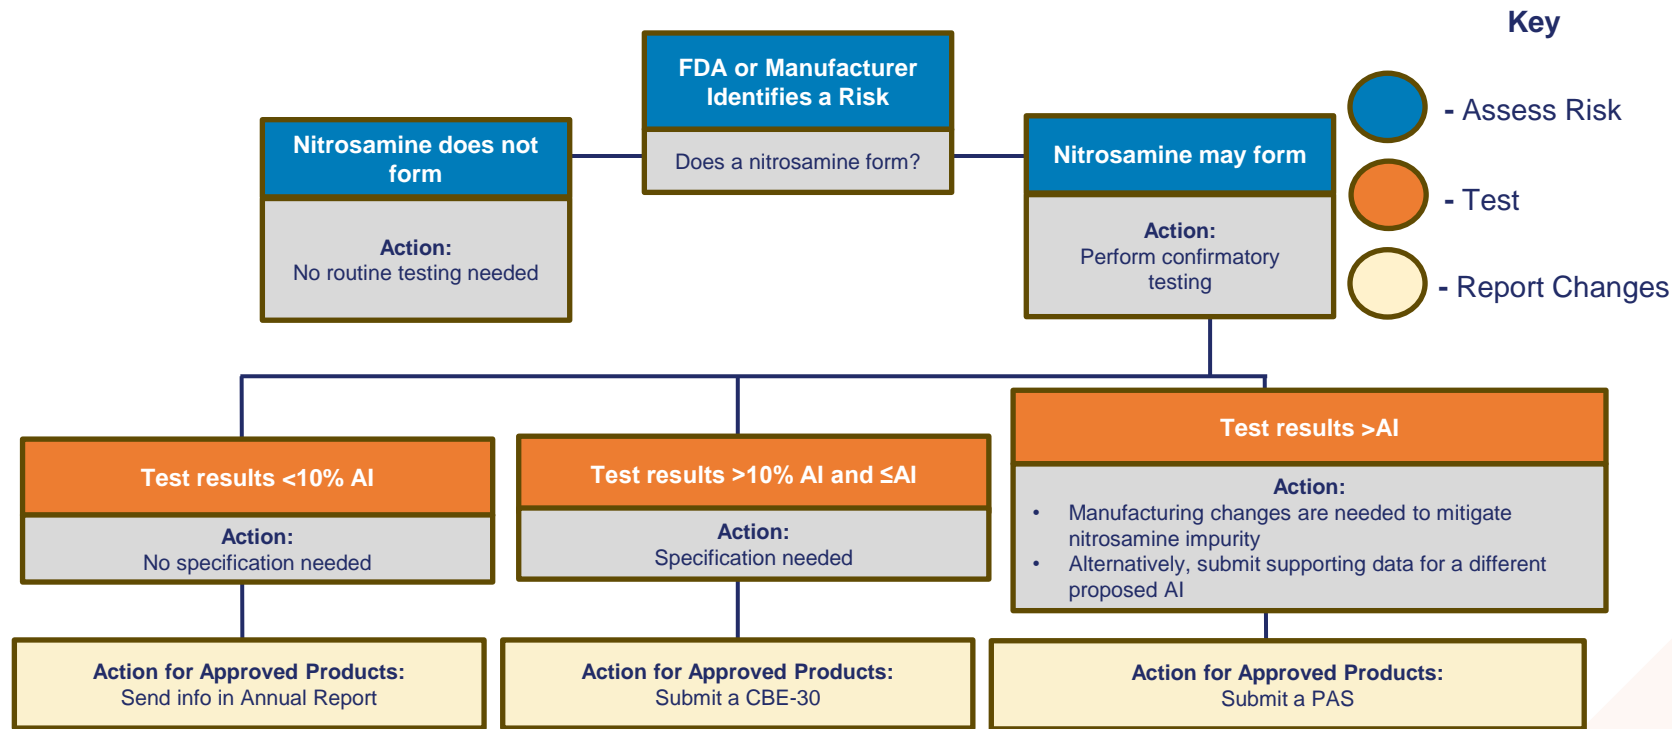 Key
FDA or Manufacturer
Identifies a Risk
Does a nitrosamine form?
Nitrosamine does not
form
Action:
No routine testing needed
Nitrosamine may form
Action:
Perform confirmatory
testing
- Assess Risk
- Test
- Report Changes
Test results <10% AI
Action:
No specification needed
Test results >10% AI and ≤AI
Action:
Specification needed
Test results >AI
Action:
• Manufacturing changes are needed to mitigate
nitrosamine impurity
• Alternatively, submit supporting data for a different
proposed AI
Action for Approved Products:
Send info in Annual Report
Action for Approved Products:
Submit a CBE-30
Action for Approved Products:
Submit a PAS